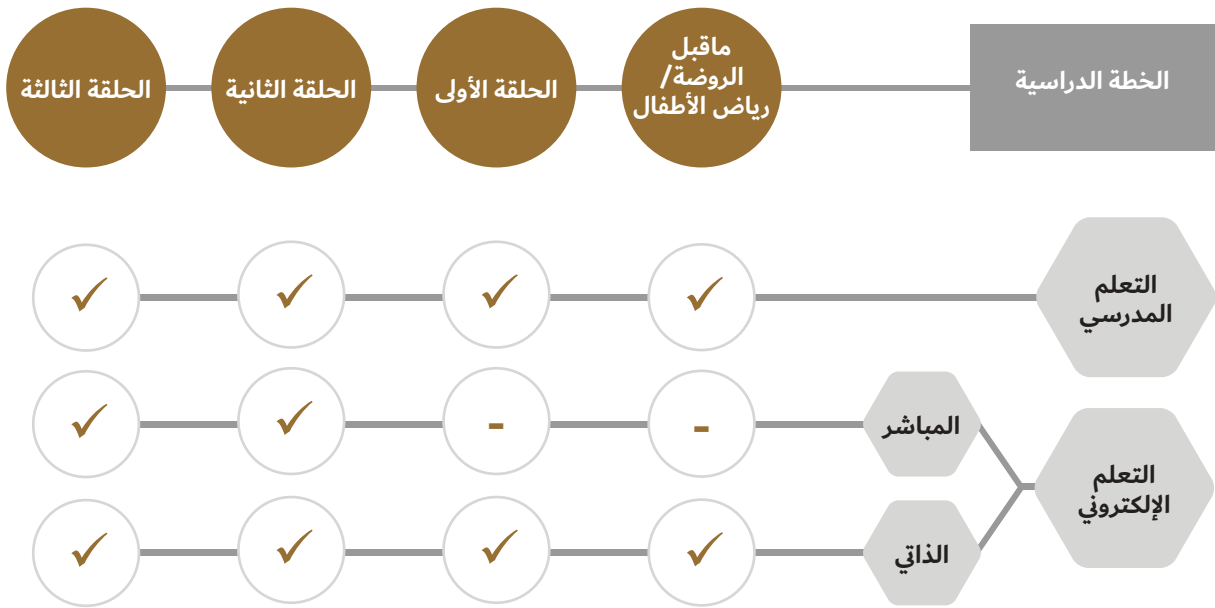 الخطة الدراسية
ماقبل
الروضة/
رياض الأطفال
الحلقة الأولى
الحلقة الثانية
الحلقة الثالثة
التعلم
المدرسي
✓ ✓ ✓ ✓
التعلم
الإلكتروني
المباشر
- - ✓ ✓
الذاتي
✓ ✓ ✓ ✓